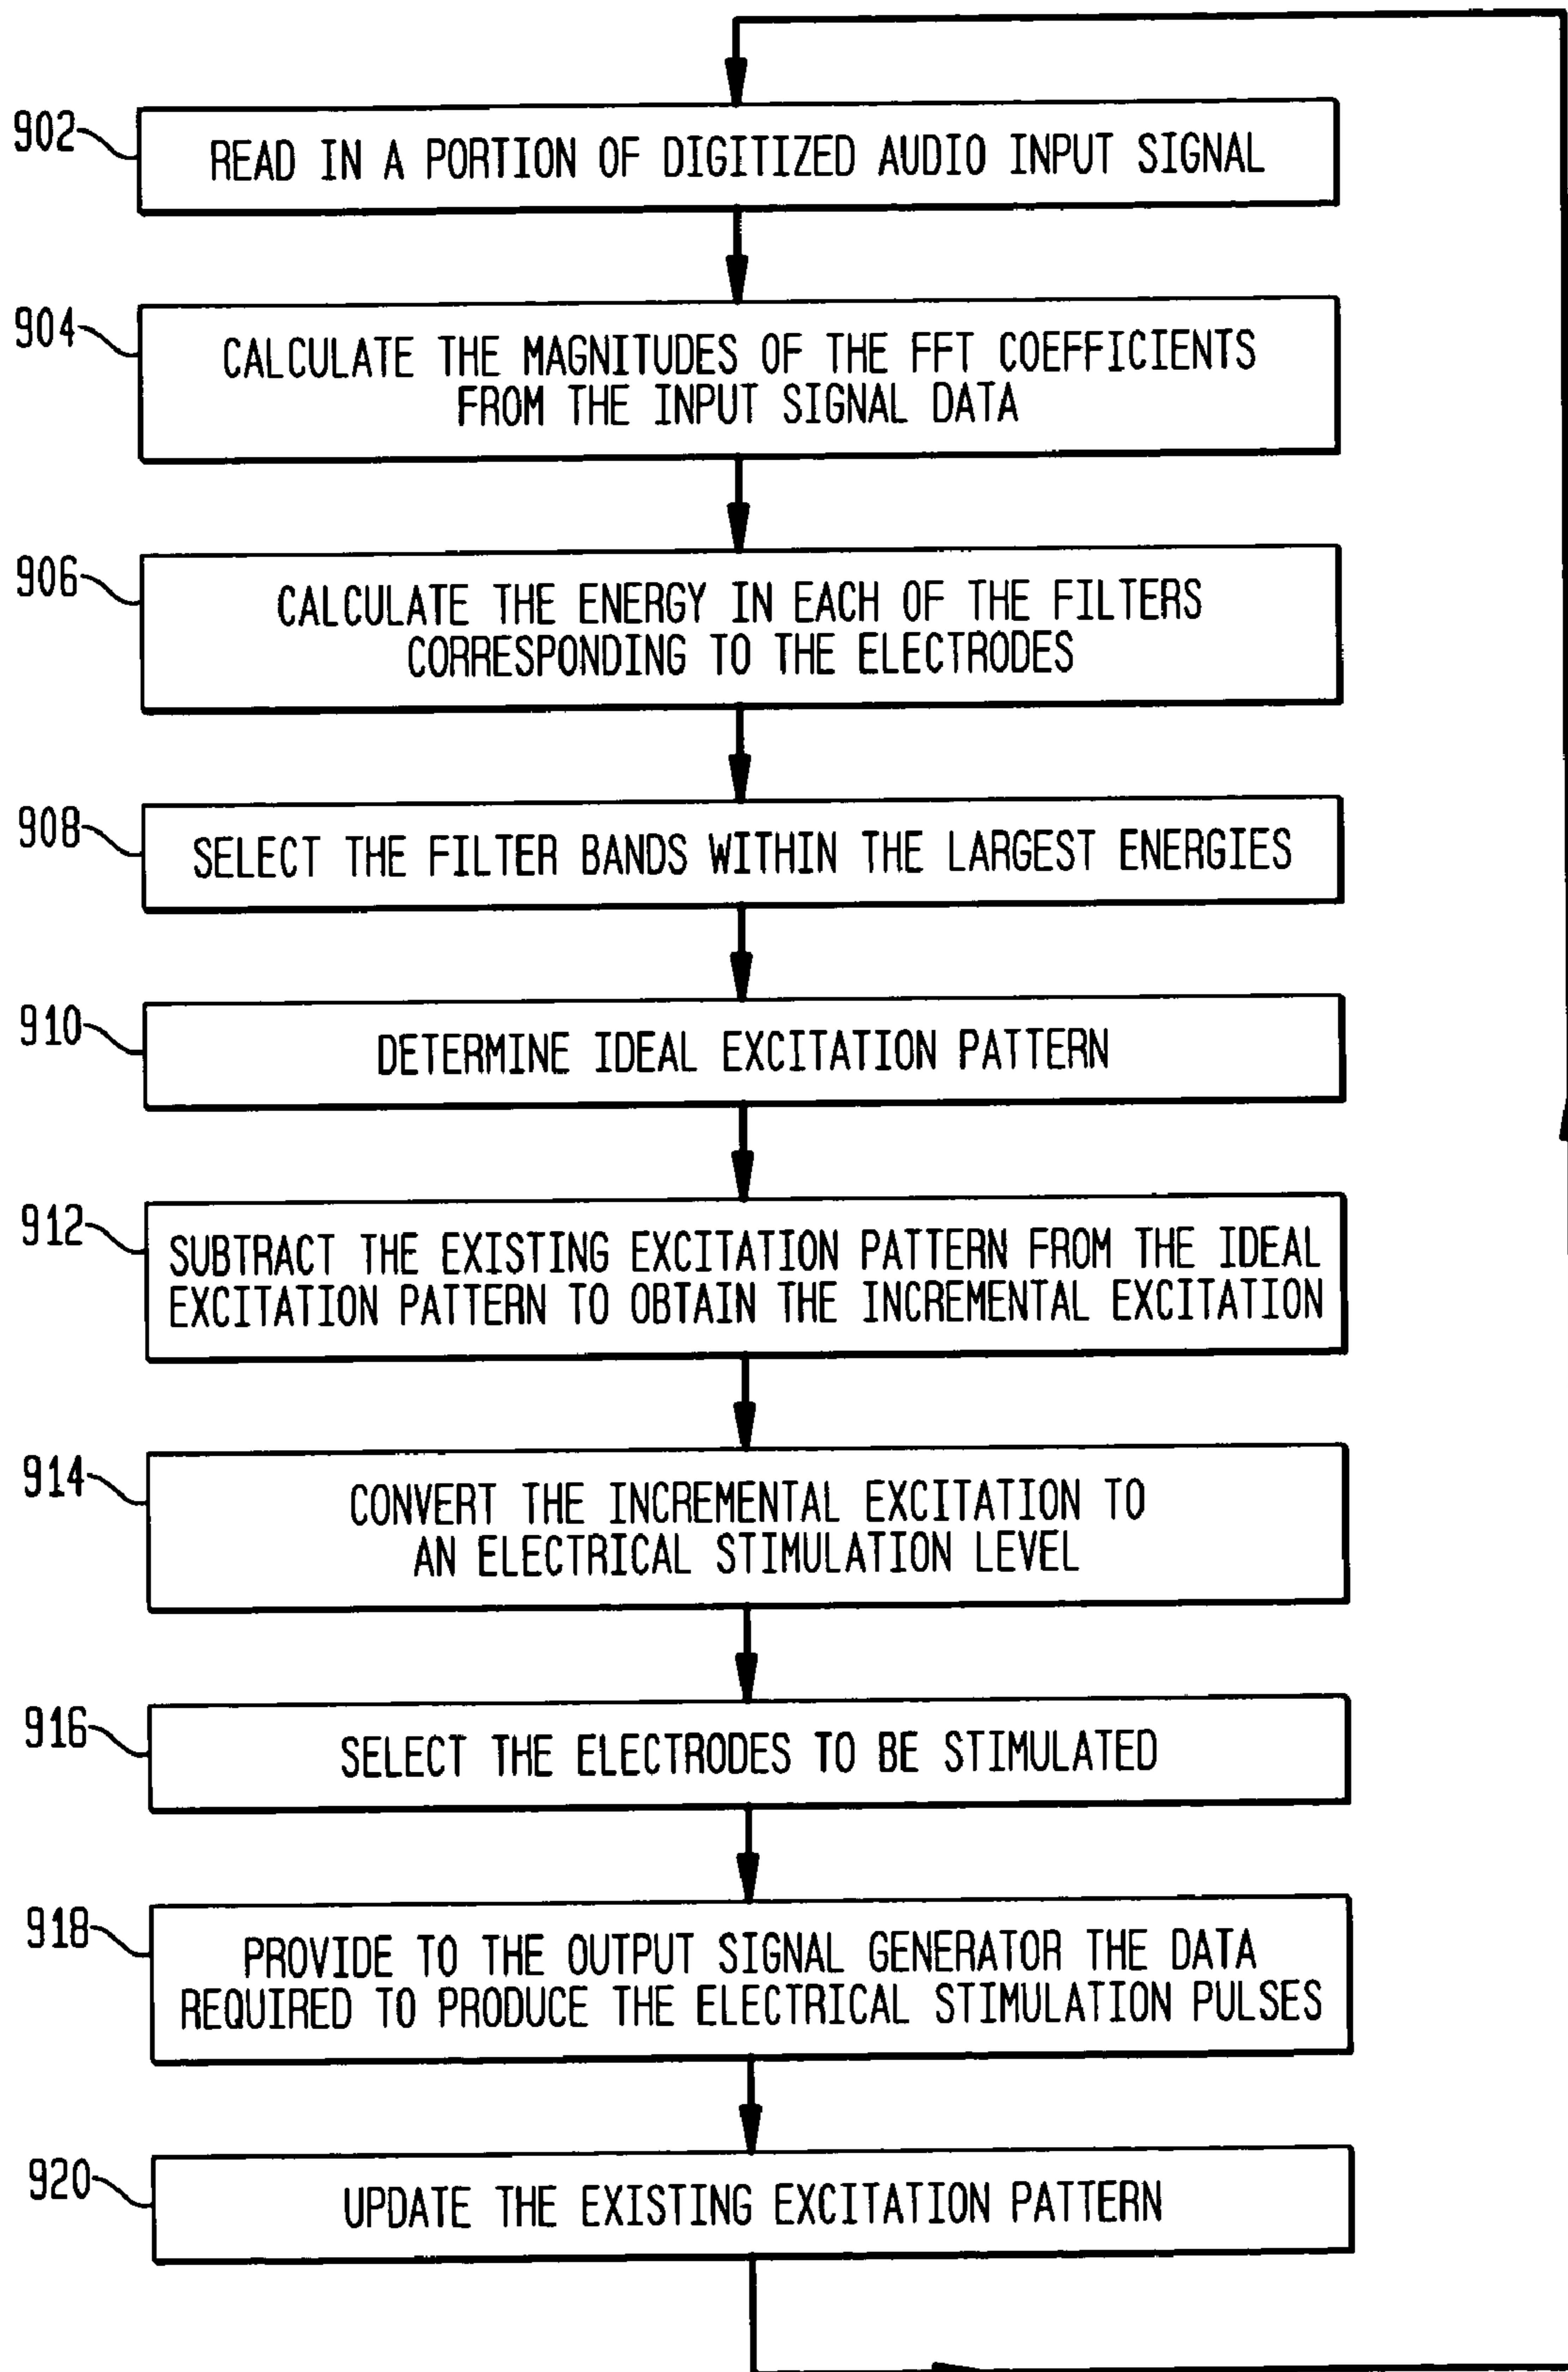 902
READ IN A PORTION OF DIGITIZED AUDIO INPUT SIGNAL
904
CALCULATE THE MAGNITUDES OF THE FFT COEFFICIENTS
FROM THE INPUT SIGNAL DATA
906
CALCULATE THE ENERGY IN EACH OF THE FILTERS
CORRESPONDING TO THE ELECTRODES
908
SELECT THE FILTER BANDS WITHIN THE LARGEST ENERGIES
910
DETERMINE IDEAL EXCITATION PATTERN
912
SUBTRACT THE EXISTING EXCITATION PATTERN FROM THE IDEAL
EXCITATION PATTERN TO OBTAIN THE INCREMENTAL EXCITATION
914
CONVERT THE INCREMENTAL EXCITATION TO
AN ELECTRICAL STIMULATION LEVEL
916
SELECT THE ELECTRODES TO BE STIMULATED
918
PROVIDE TO THE OUTPUT SIGNAL GENERATOR THE DATA
REQUIRED TO PRODUCE THE ELECTRICAL STIMULATION PULSES
920
UPDATE THE EXISTING EXCITATION PATTERN